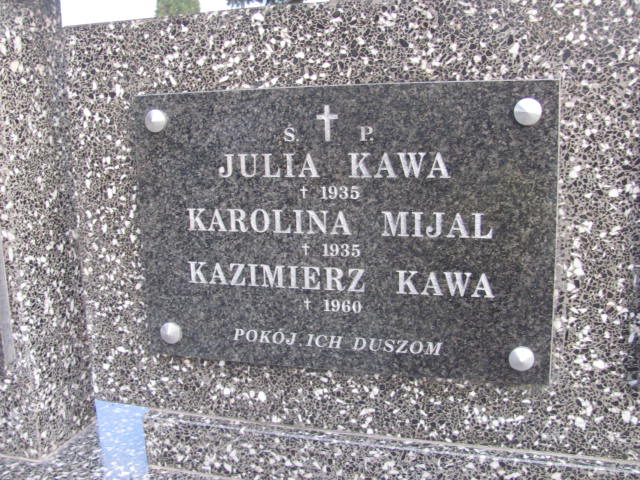 Ś. P.
JULIA KAWA
† 1935
KAROLINA MIJAL
† 1935
KAZIMIERZ KAWA
† 1960
POKÓJ ICH DUSZOM